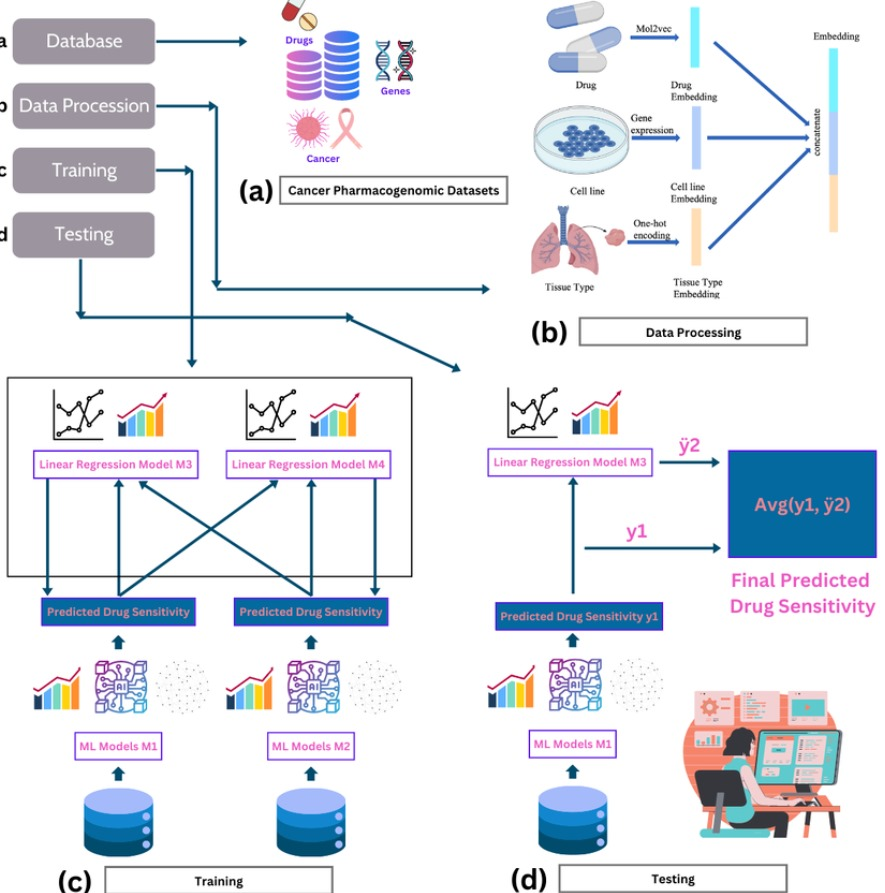 a
Database
b
Data Procession
c
Training
d
Testing
Drugs
Genes
Cancer
(a)
Cancer Pharmacogenomic Datasets
Mol2vec
Drug
Drug
Embedding
Gene
expression
Cell line
Cell line
Embedding
One-hot
encoding
Tissue Type
Tissue Type
Embedding
Embedding
concatenate
(b)
Data Processing
Linear Regression Model M3
Linear Regression Model M4
Predicted Drug Sensitivity
Predicted Drug Sensitivity
AI
AI
ML Models M1
ML Models M2
(c)
Training
Linear Regression Model M3
ÿ2
y1
Avg(y1, ÿ2)
Final Predicted
Drug Sensitivity
Predicted Drug Sensitivity y1
AI
ML Models M1
(d)
Testing